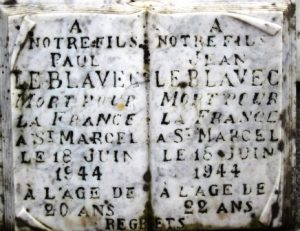 A
NOTRE FILS
PAUL
LE BLAVEC
MORT POUR
LA FRANCE
A ST MARCEL
LE 18 JUIN
1944
À L'AGE DE
20 ANS
A
NOTRE FILS
JEAN
LE BLAVEC
MORT POUR
LA FRANCE
A ST MARCEL
LE 18 JUIN
1944
À L'AGE DE
22 ANS
REGRETS